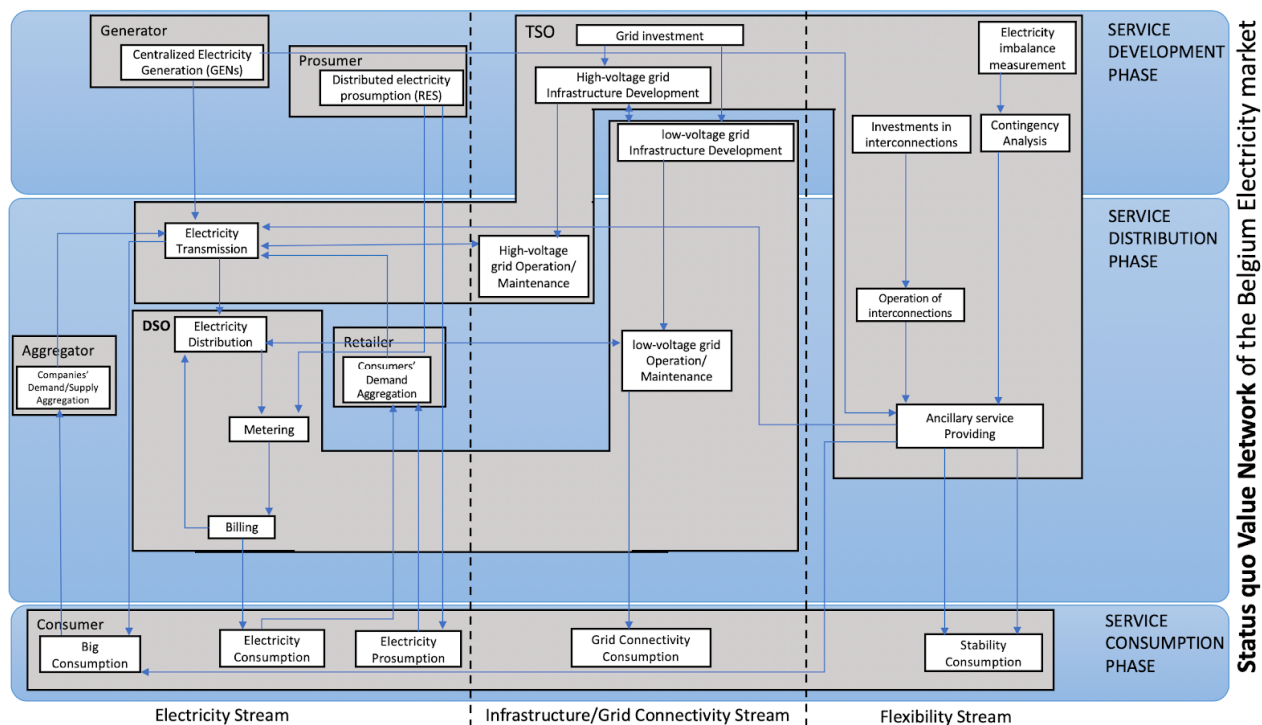 Generator
Centralized Electricity
Generation (GENs)
Prosumer
Distributed electricity
prosumption (RES)
TSO
Grid investment
High-voltage grid
Infrastructure Development
low-voltage grid
Infrastructure Development
Electricity
imbalance
measurement
Investments in
interconnections
Contingency
Analysis
SERVICE
DEVELOPMENT
PHASE
Electricity
Transmission
High-voltage
grid Operation/
Maintenance
Operation of
interconnections
SERVICE
DISTRIBUTION
PHASE
DSO
Electricity
Distribution
Retailer
Consumers'
Demand
Aggregation
low-voltage grid
Operation/
Maintenance
Aggregator
Companies'
Demand/Supply
Aggregation
Metering
Ancillary service
Providing
Billing
Consumer
Big
Consumption
Electricity
Consumption
Electricity
Prosumption
Grid Connectivity
Consumption
Stability
Consumption
SERVICE
CONSUMPTION
PHASE
Electricity Stream
Infrastructure/Grid Connectivity Stream
Flexibility Stream
Status quo Value Network of the Belgium Electricity market